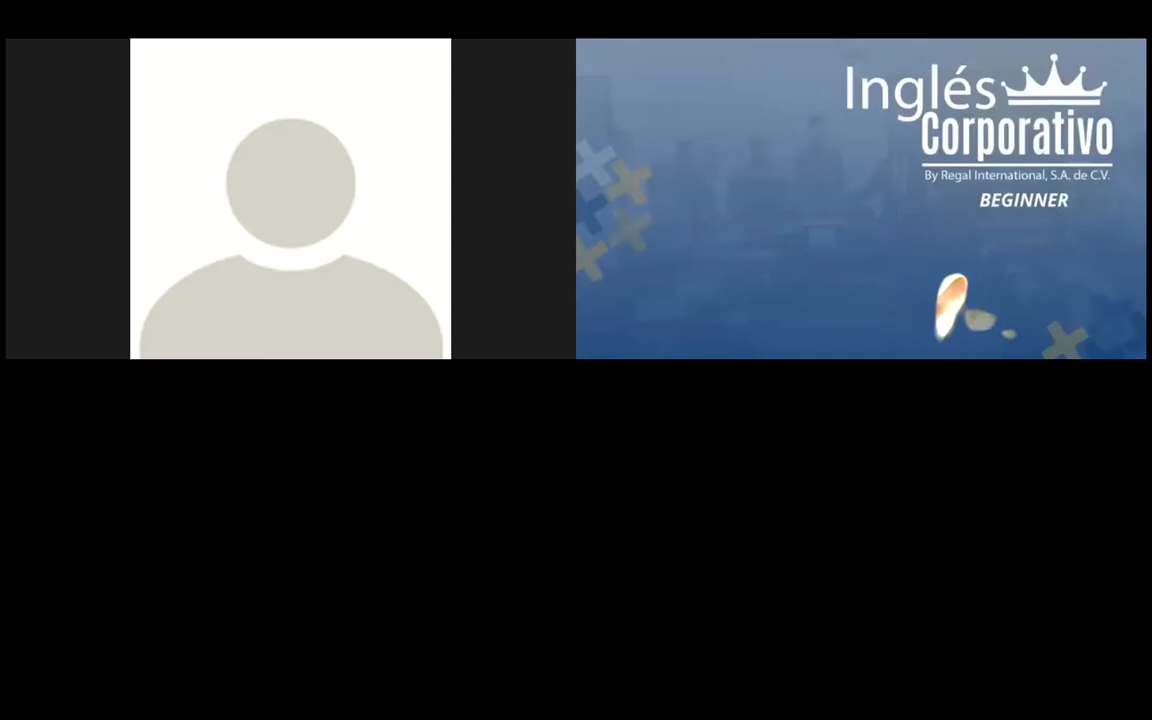 Inglés
Corporativo
By Regal International, S.A. de C.V.
BEGINNER